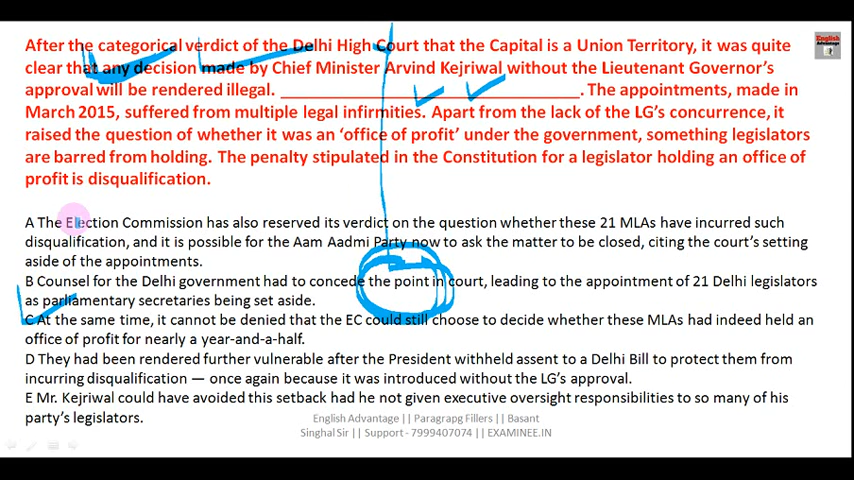 After the categorical verdict of the Delhi High Court that the Capital is a Union Territory, it was quite
clear that any decision made by Chief Minister Arvind Kejriwal without the Lieutenant Governor's
approval will be rendered illegal. ______________________________________. The appointments, made in
March 2015, suffered from multiple legal infirmities. Apart from the lack of the LG's concurrence, it
raised the question of whether it was an 'office of profit' under the government, something legislators
are barred from holding. The penalty stipulated in the Constitution for a legislator holding an office of
profit is disqualification.
English
Advantage
A The Election Commission has also reserved its verdict on the question whether these 21 MLAs have incurred such
disqualification, and it is possible for the Aam Aadmi Party now to ask the matter to be closed, citing the court's setting
aside of the appointments.
B Counsel for the Delhi government had to concede the point in court, leading to the appointment of 21 Delhi legislators
as parliamentary secretaries being set aside.
C At the same time, it cannot be denied that the EC could still choose to decide whether these MLAs had indeed held an
office of profit for nearly a year-and-a-half.
D They had been rendered further vulnerable after the President withheld assent to a Delhi Bill to protect them from
incurring disqualification — once again because it was introduced without the LG's approval.
E Mr. Kejriwal could have avoided this setback had he not given executive oversight responsibilities to so many of his
party's legislators.
English Advantage || Paragrapg Fillers || Basant
Singhal Sir || Support - 7999407074 || EXAMINEE.IN